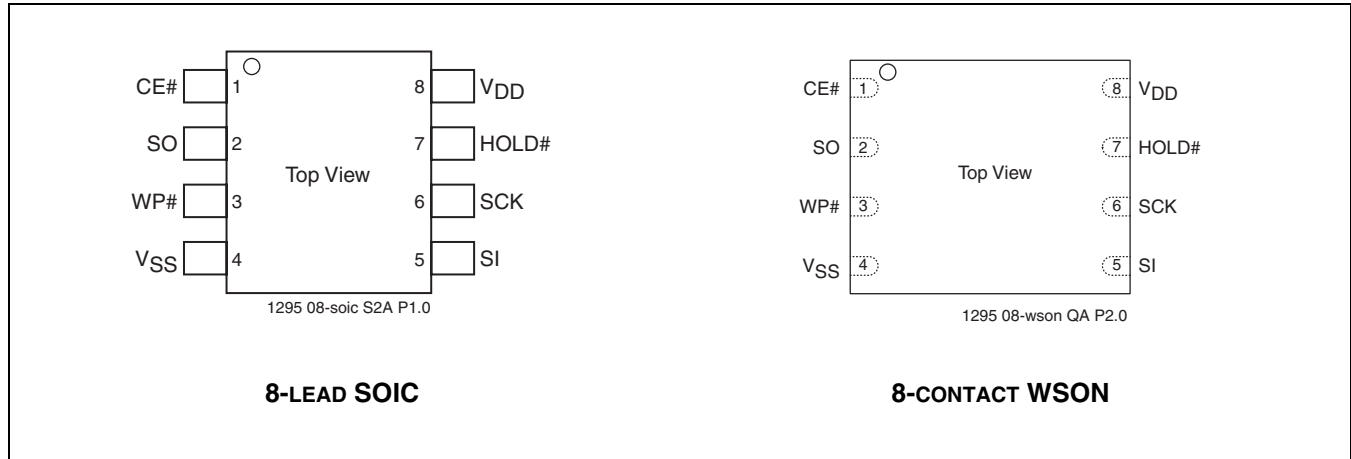 CE# 1 8 VDD
SO 2 7 HOLD#
Top View
WP# 3 6 SCK
VSS 4 5 SI
1295 08-soic S2A P1.0
8-LEAD SOIC
CE# 1 8 VDD
SO 2 7 HOLD#
Top View
WP# 3 6 SCK
VSS 4 5 SI
1295 08-wson QA P2.0
8-CONTACT WSON